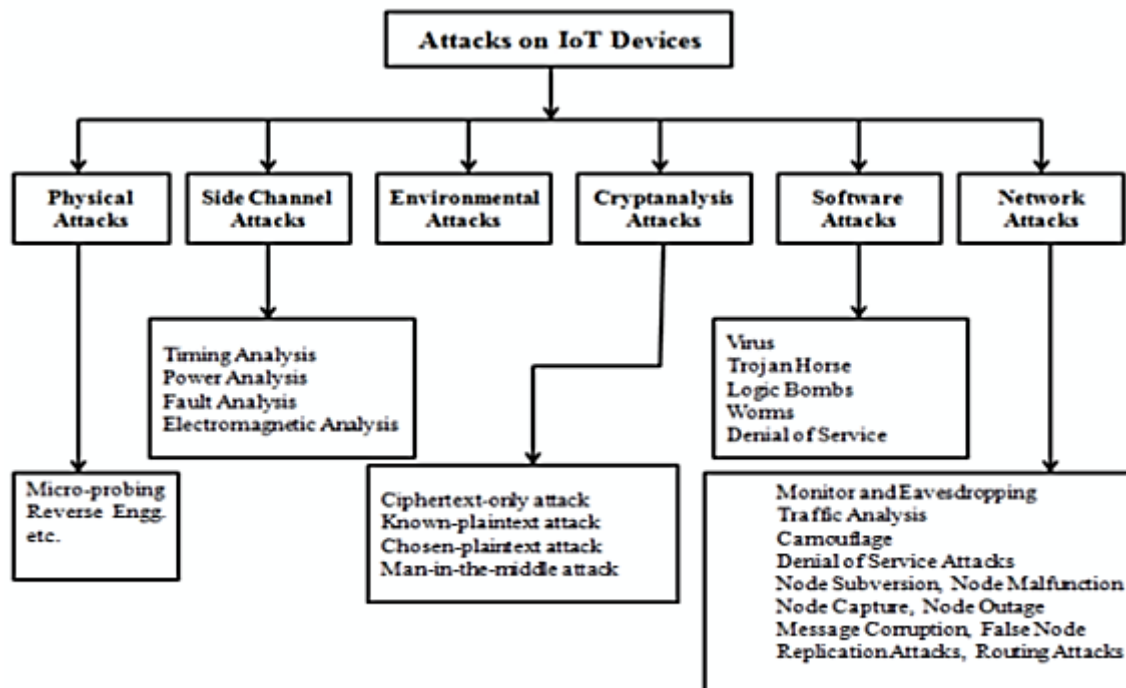 Attacks on IoT Devices
Physical
Attacks
Side Channel
Attacks
Environmental
Attacks
Cryptanalysis
Attacks
Software
Attacks
Network
Attacks
Timing Analysis
Power Analysis
Fault Analysis
Electromagnetic Analysis
Virus
Trojan Horse
Logic Bombs
Worms
Denial of Service
Micro-probing
Reverse Engg.
etc.
Ciphertext-only attack
Known-plaintext attack
Chosen-plaintext attack
Man-in-the-middle attack
Monitor and Eavesdropping
Traffic Analysis
Camouflage
Denial of Service Attacks
Node Subversion, Node Malfunction
Node Capture, Node Outage
Message Corruption, False Node
Replication Attacks, Routing Attacks